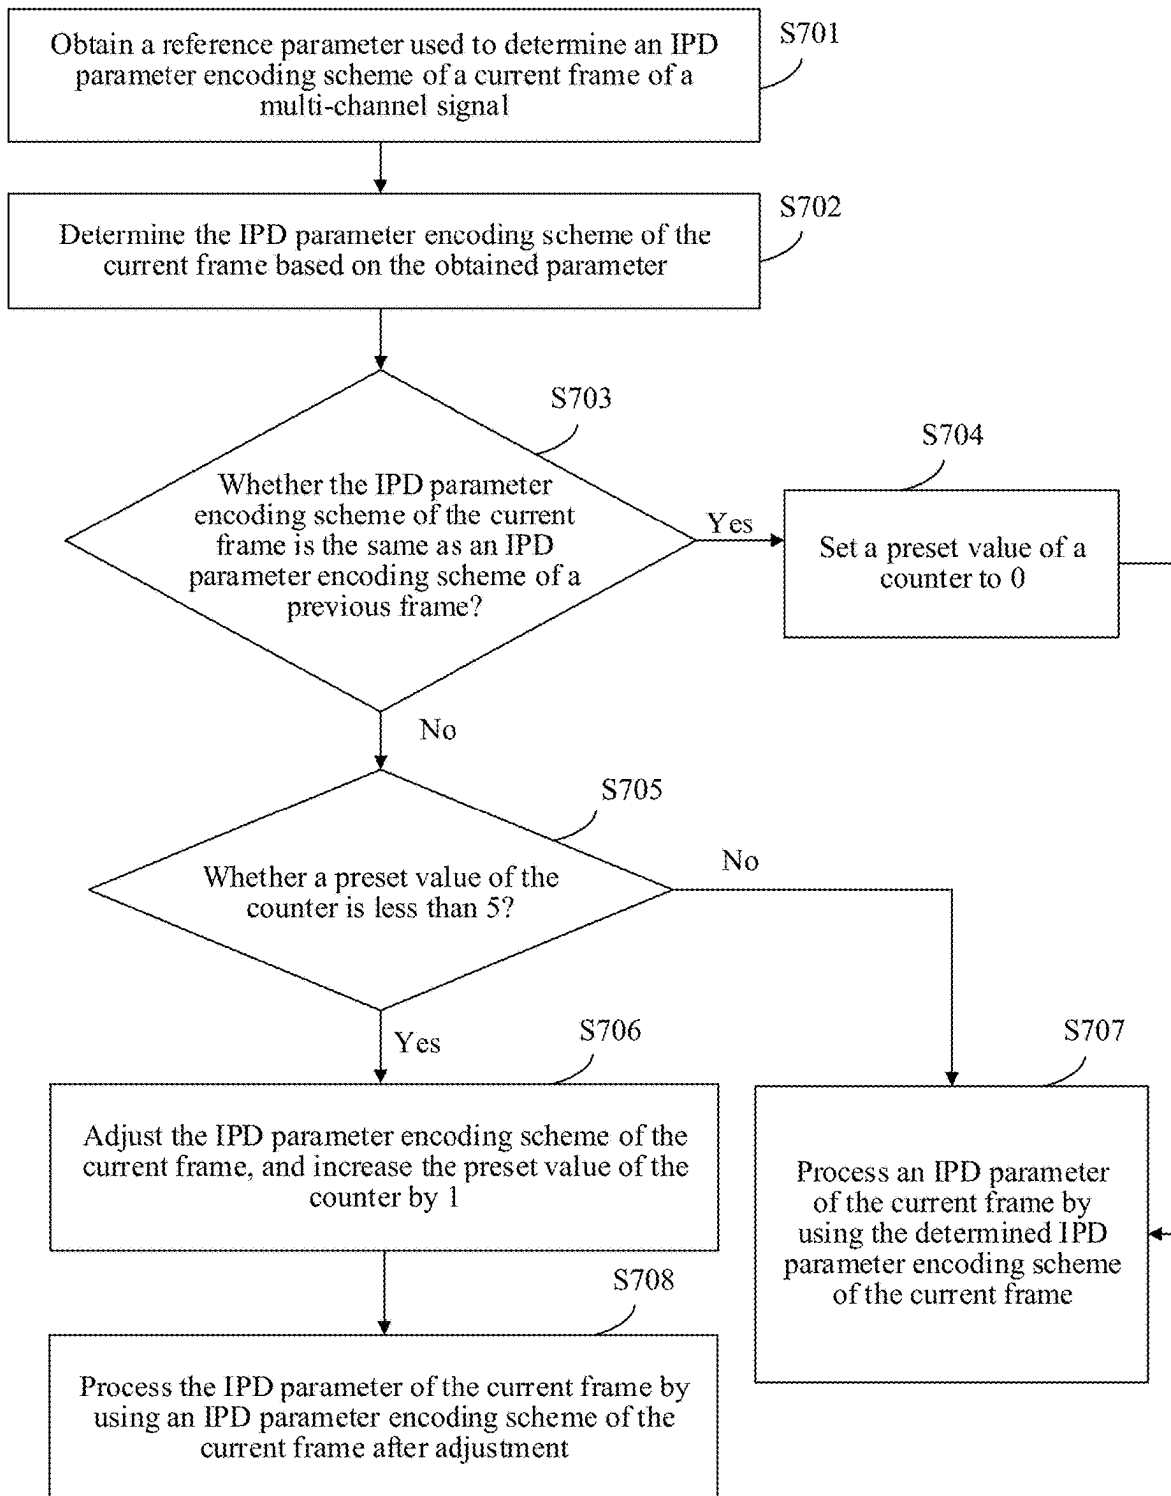 Obtain a reference parameter used to determine an IPD
parameter encoding scheme of a current frame of a
multi-channel signal
S701
Determine the IPD parameter encoding scheme of the
current frame based on the obtained parameter
S702
S703
Whether the IPD parameter
encoding scheme of the current
frame is the same as an IPD
parameter encoding scheme of a
previous frame?
Yes
S704
Set a preset value of a
counter to 0
No
S705
Whether a preset value of the
counter is less than 5?
No
Yes
S706
Adjust the IPD parameter encoding scheme of the
current frame, and increase the preset value of the
counter by 1
S707
Process an IPD parameter
of the current frame by
using the determined IPD
parameter encoding scheme
of the current frame
S708
Process the IPD parameter of the current frame by
using an IPD parameter encoding scheme of the
current frame after adjustment